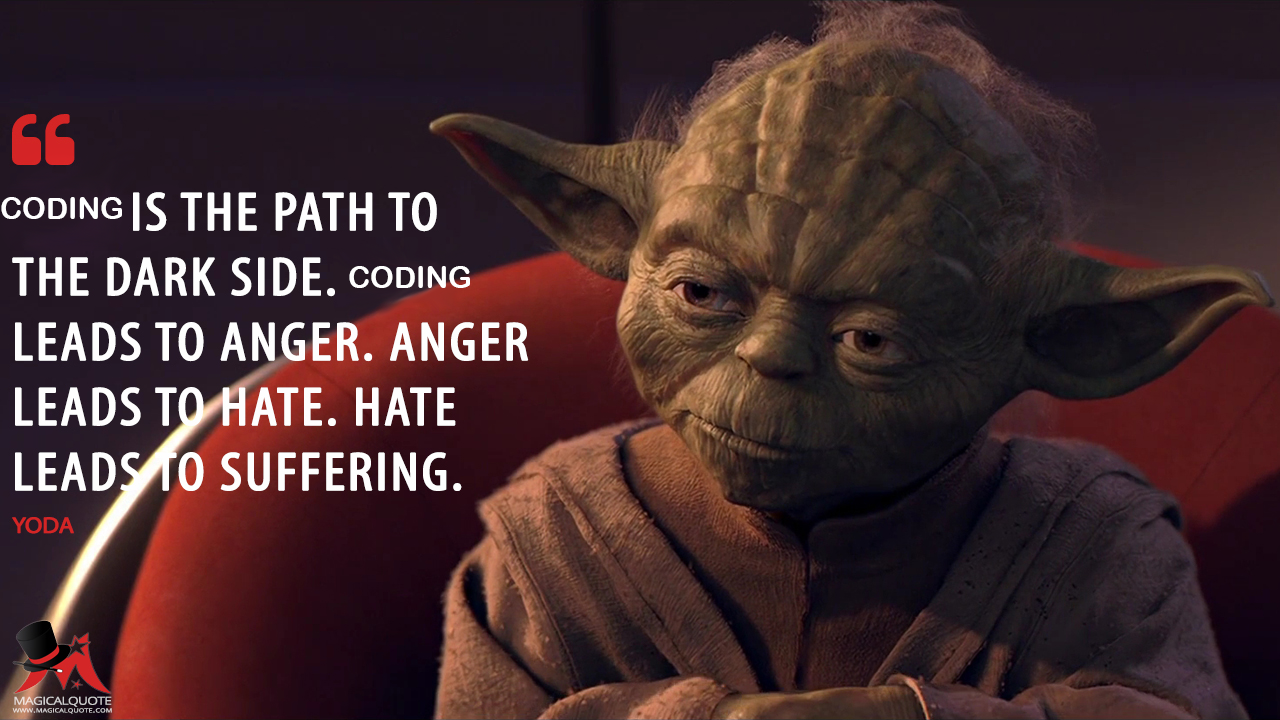 CODING IS THE PATH TO
THE DARK SIDE. CODING
LEADS TO ANGER. ANGER
LEADS TO HATE. HATE
LEADS TO SUFFERING.
YODA
MAGICALQUOTE
WWW.MAGICALQUOTE.COM